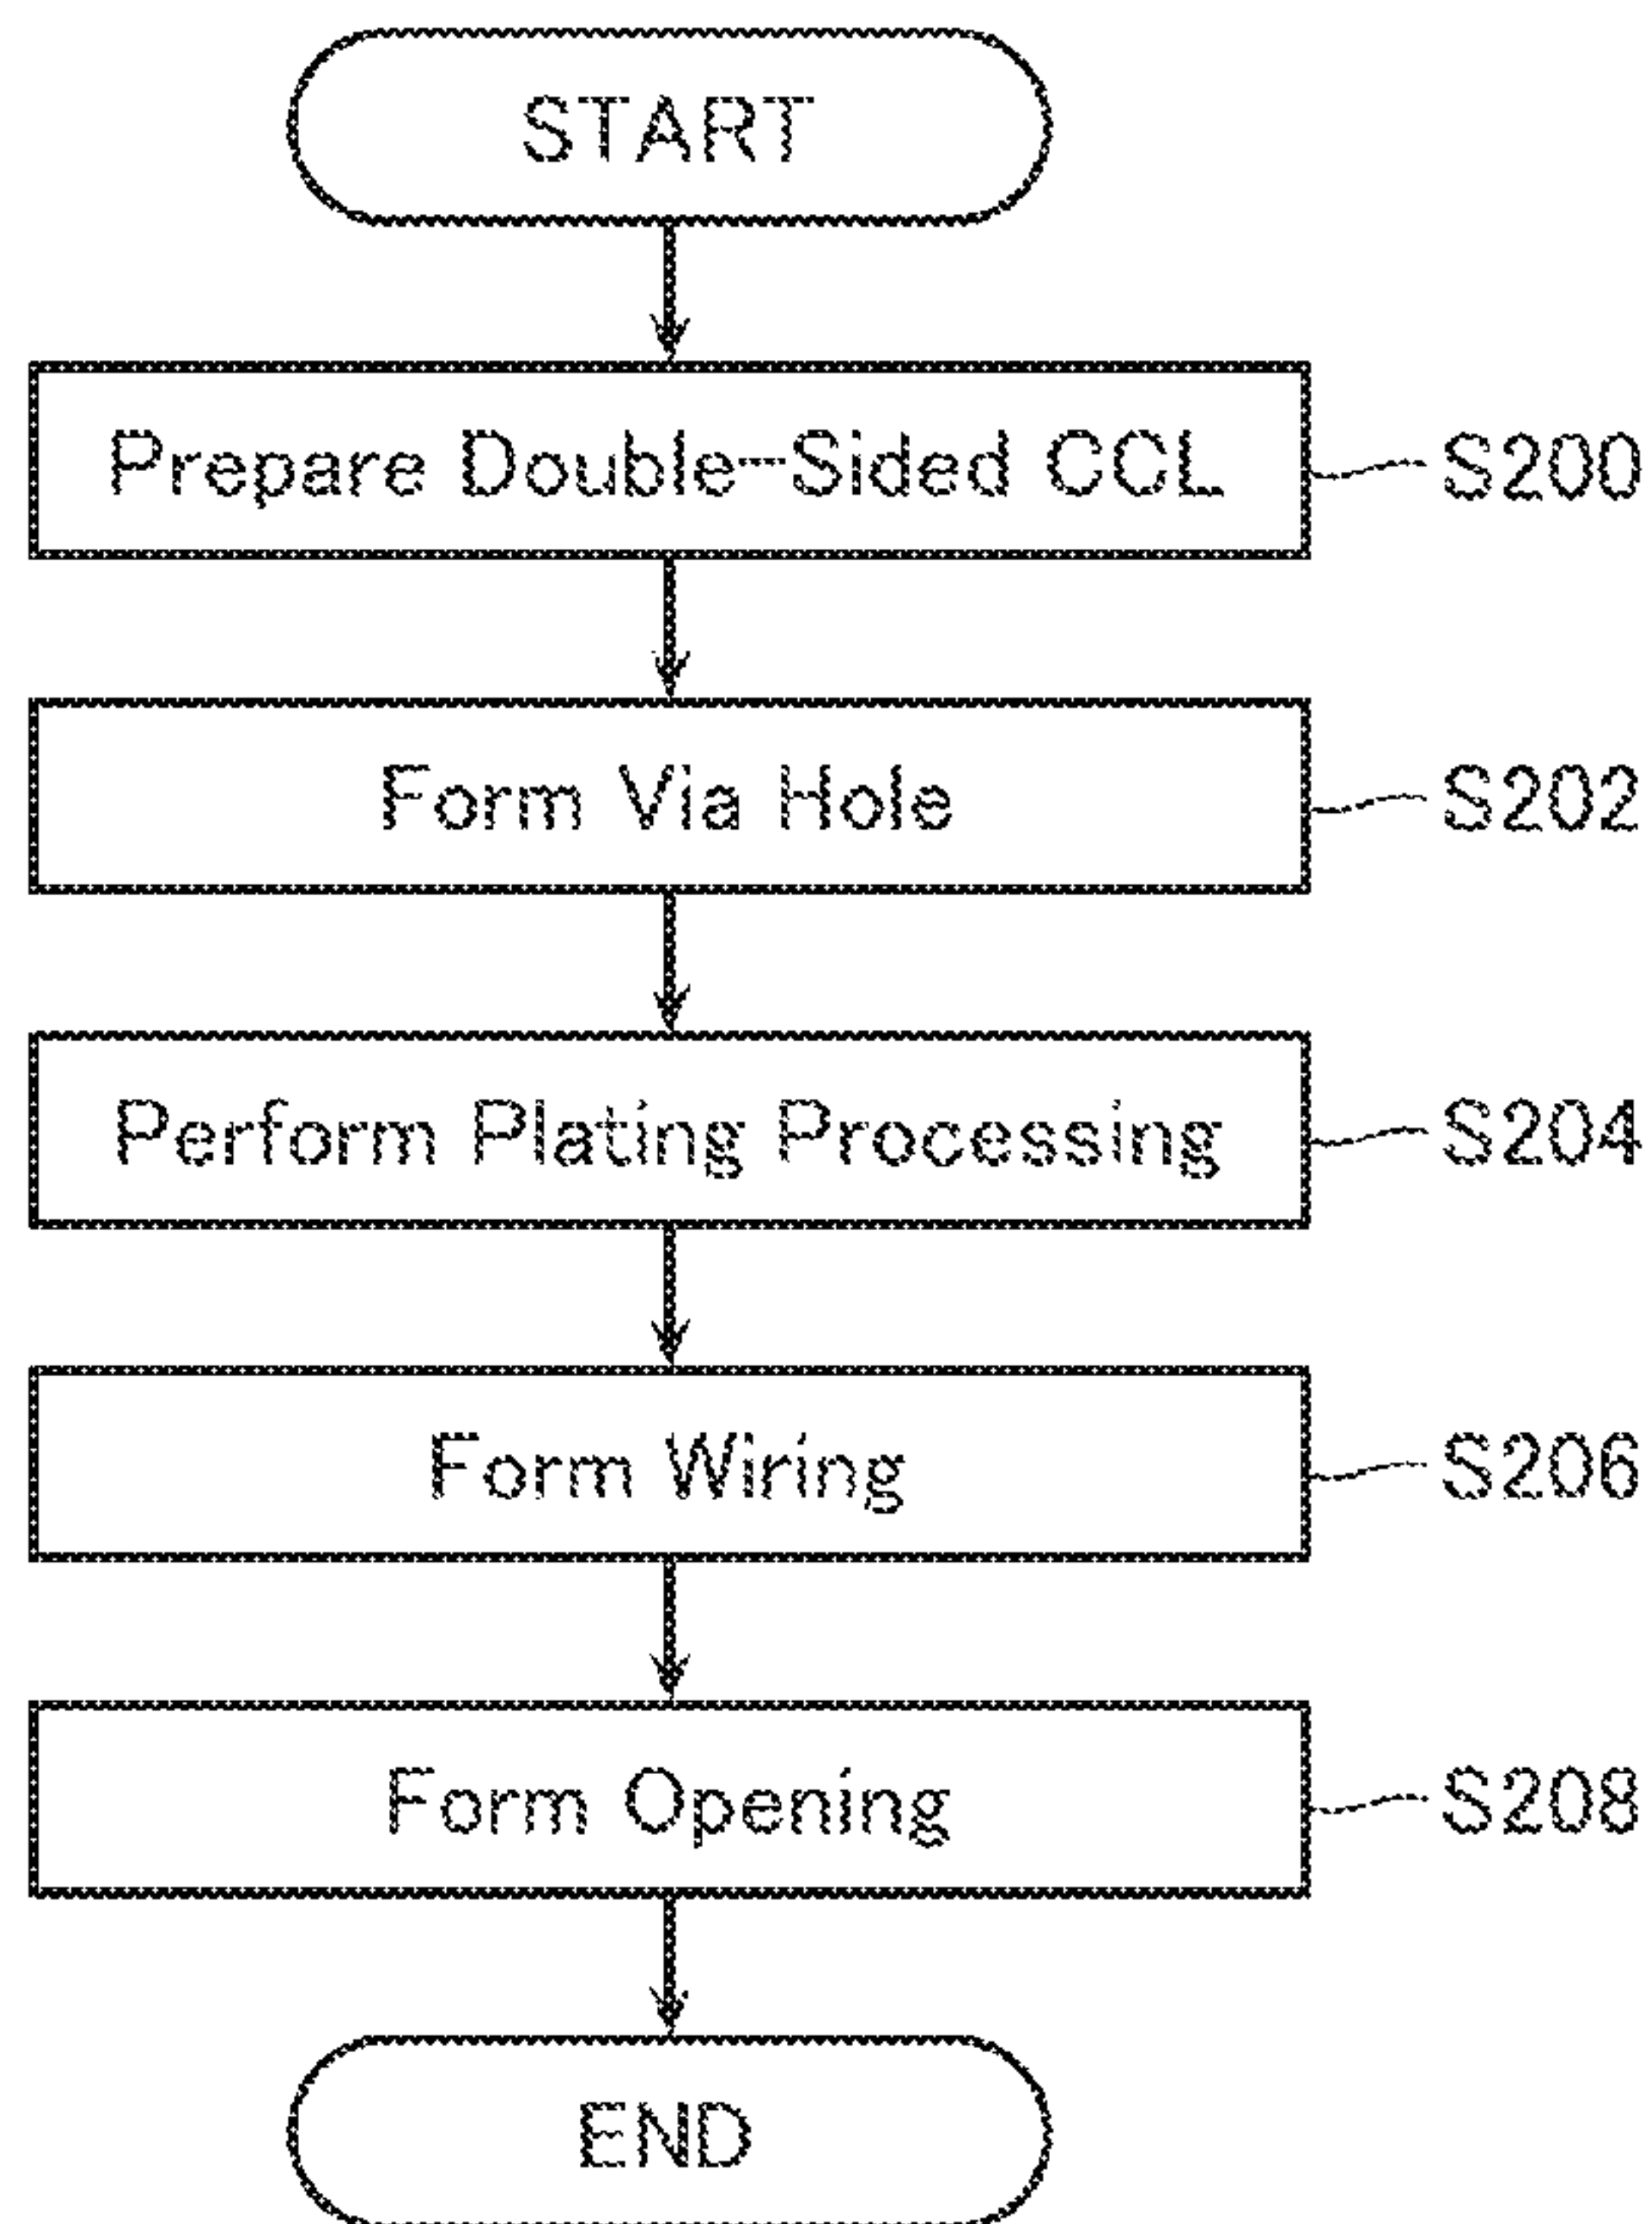 START
Prepare Double-Sided CCL
S200
Form Via Hole
S202
Perform Plating Processing
S204
Form Wiring
S206
Form Opening
S208
END